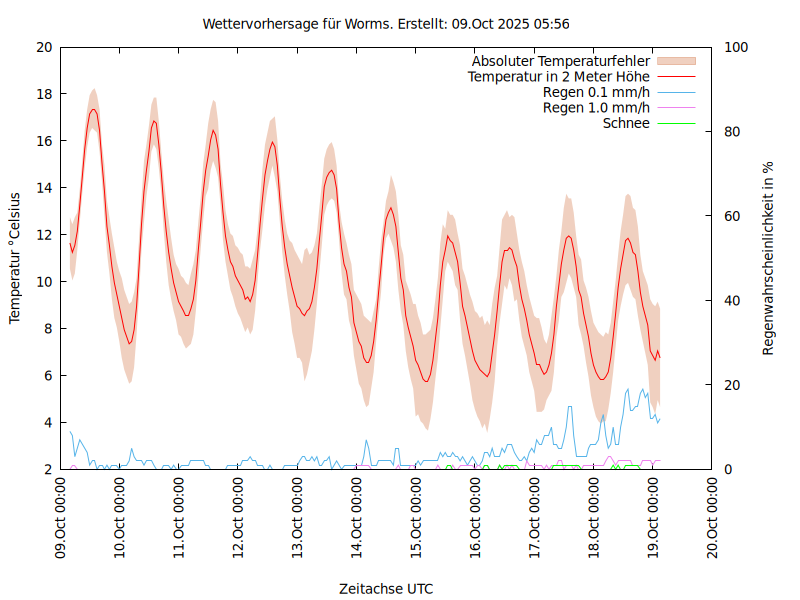 Wettervorhersage für Worms. Erstellt: 09.Oct 2025 05:56
Absoluter Temperaturfehler
Temperatur in 2 Meter Höhe
Regen 0.1 mm/h
Regen 1.0 mm/h
Schnee
Temperatur °Celsius
20
18
16
14
12
10
8
6
4
2
100
80
60
40
20
0
Regenwahrscheinlichkeit in %
09.Oct 00:00
10.Oct 00:00
11.Oct 00:00
12.Oct 00:00
13.Oct 00:00
14.Oct 00:00
15.Oct 00:00
16.Oct 00:00
17.Oct 00:00
18.Oct 00:00
19.Oct 00:00
20.Oct 00:00
Zeitachse UTC